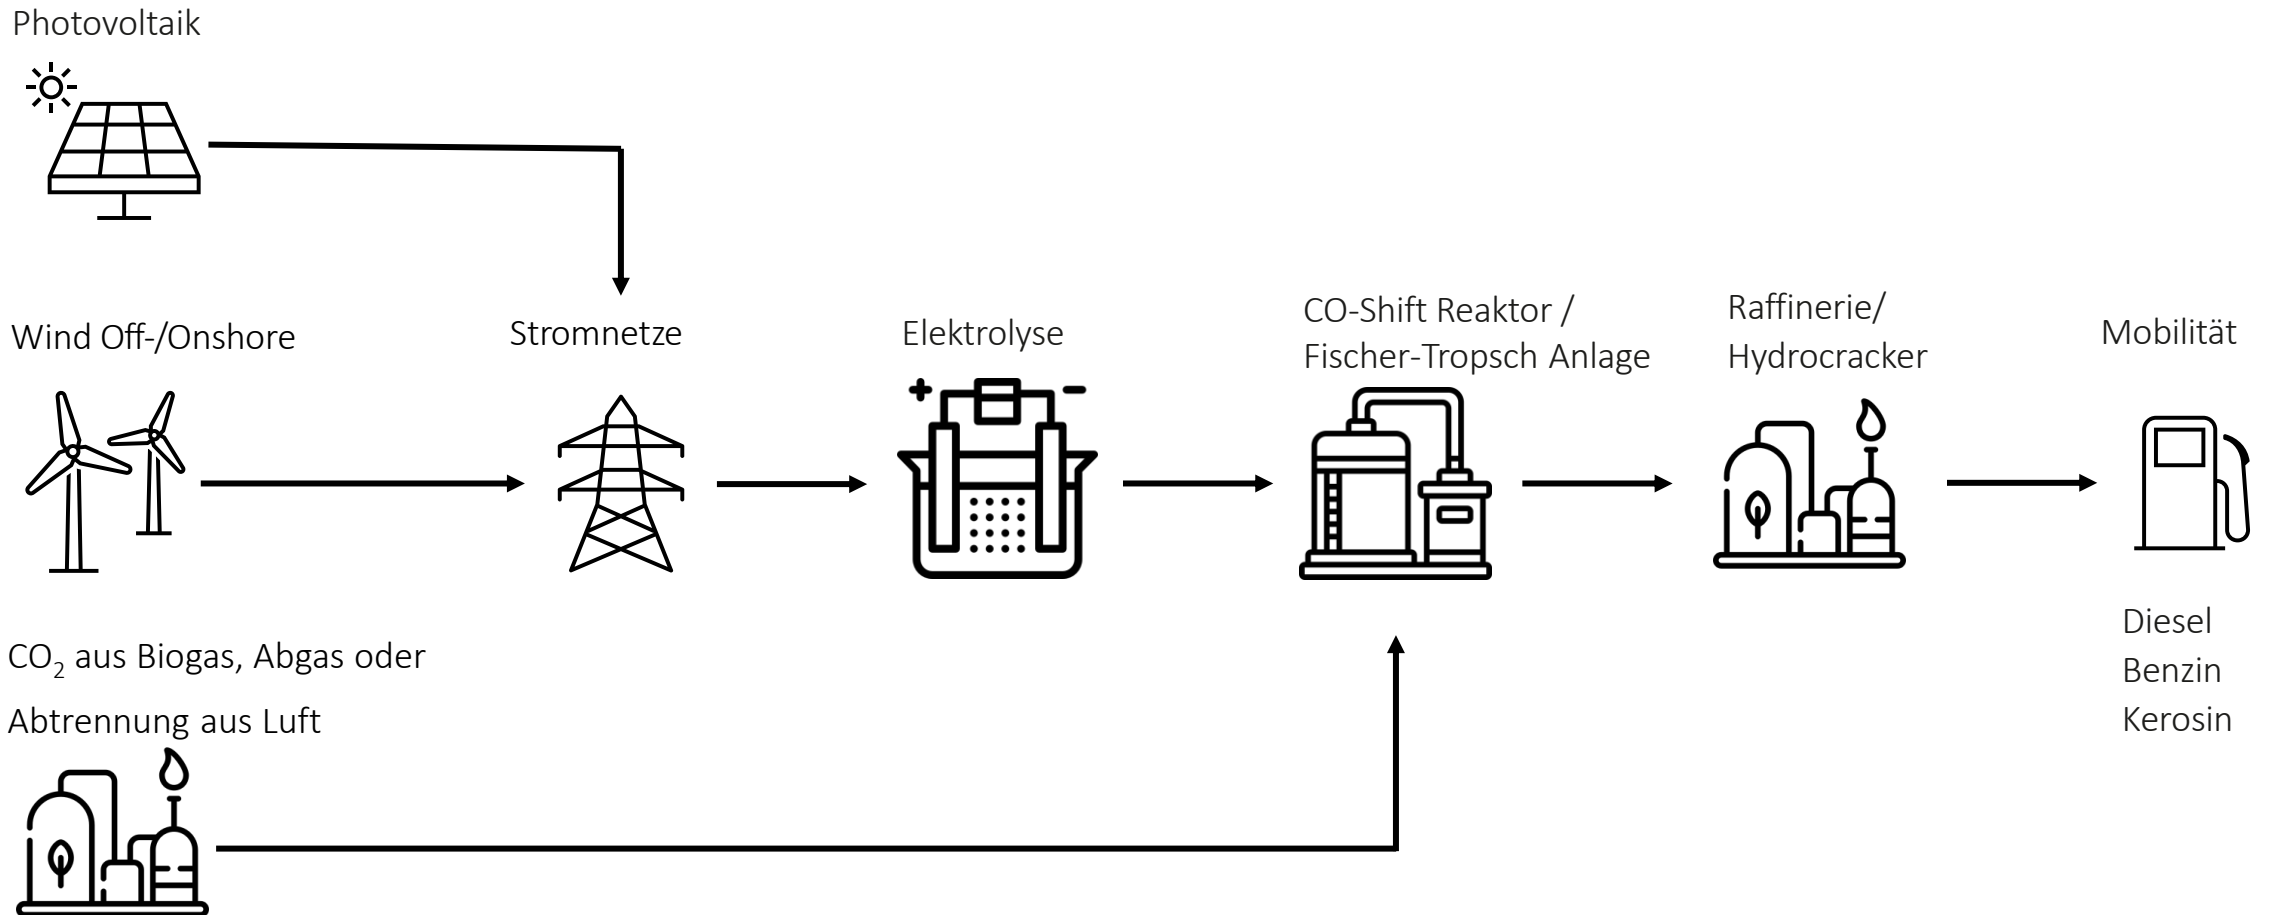 Photovoltaik
Wind Off-/Onshore
Stromnetze
Elektrolyse
CO-Shift Reaktor /
Fischer-Tropsch Anlage
Raffinerie/
Hydrocracker
Mobilität
Diesel
Benzin
Kerosin
CO₂ aus Biogas, Abgas oder
Abtrennung aus Luft